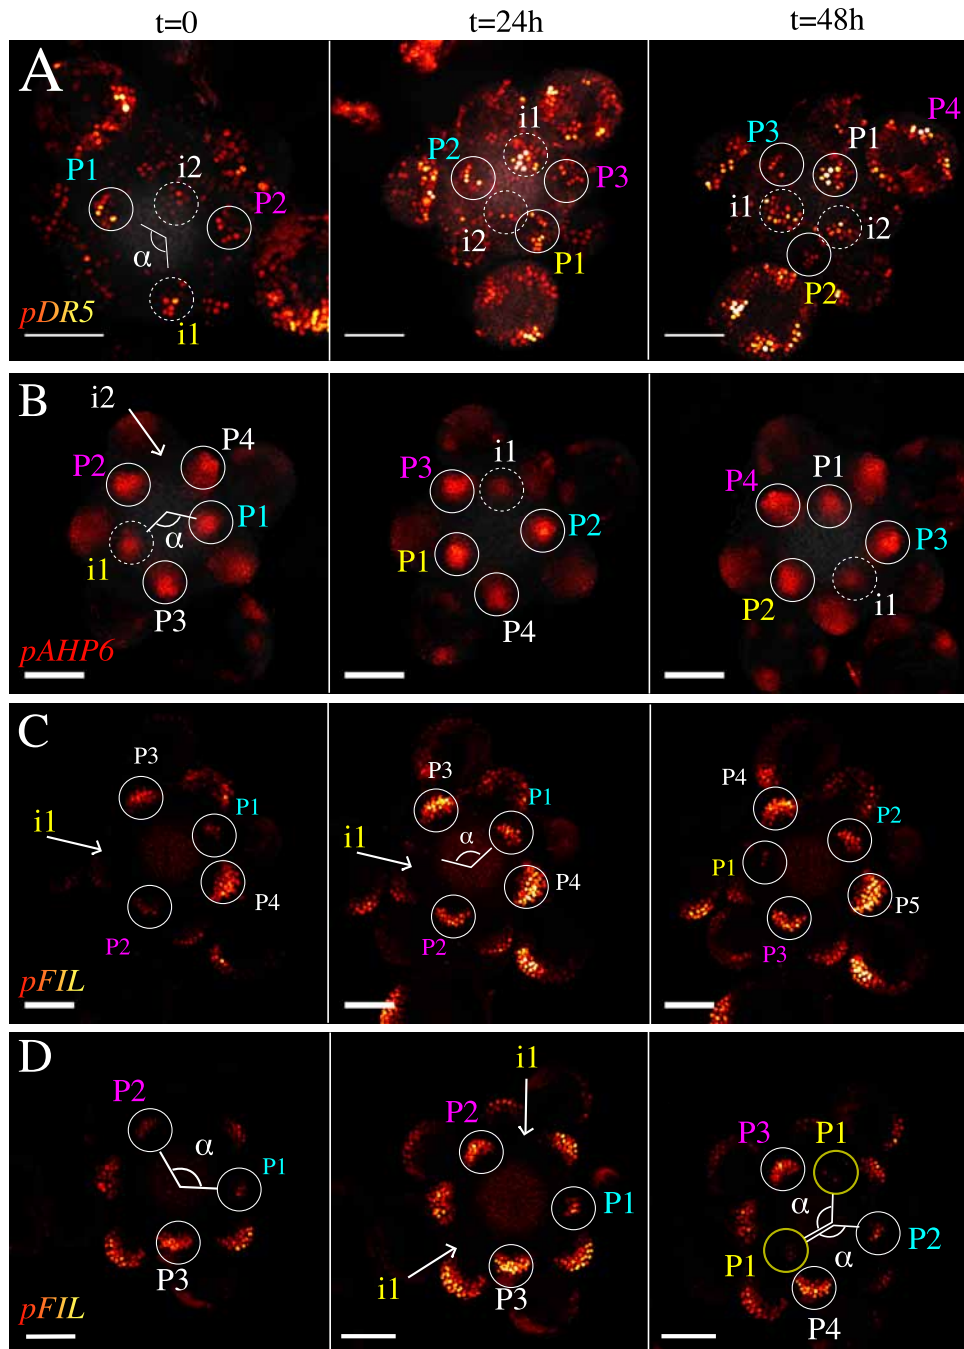 t=0 t=24h t=48h
A
P1 i2 P2 α i1
pDR5
i1 P2 P3 i2 P1
P4 P3 P1 i1 i2 P2
B
i2 P4 P2 P1 α i1 P3
pAHP6
i1 P3 P2 P1 P4
P1 P4 P3 P2 i1
C
P3 P1 i1 P4 P2
pFIL
P3 P1 α i1 P4 P2
P4 P2 P1 P5 P3
D
P2 α P1 P3
pFIL
i1 P2 P1 i1 P3
P3 P1 α P2 P1 α P4